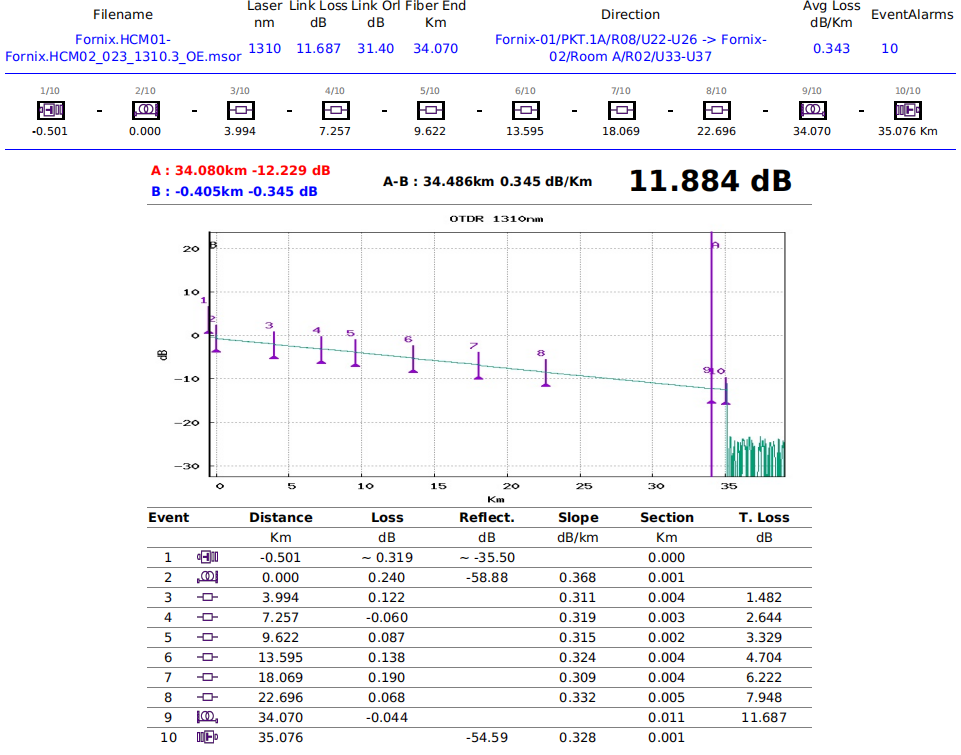 Filename Laser Link Loss Link Orl Fiber End Direction Avg Loss EventAlarms
nm dB dB Km dB/Km
Fornix.HCM01-
Fornix.HCM02_023_1310.3_OE.msor 1310 11.687 31.40 34.070 Fornix-01/PKT.1A/R08/U22-U26 -> Fornix-
02/Room A/R02/U33-U37 0.343 10
1/10 2/10 3/10 4/10 5/10 6/10 7/10 8/10 9/10 10/10
-0.501 0.000 3.994 7.257 9.622 13.595 18.069 22.696 34.070 35.076 Km
A : 34.080km -12.229 dB
B : -0.405km -0.345 dB
A-B : 34.486km 0.345 dB/Km
11.884 dB
OTDR 1310nm
20
10
0
-10
-20
-30
dB
B
A
1
2
3
4
5
6
7
8
9
10
0 5 10 15 20 25 30 35
Km
Event Distance Loss Reflect. Slope Section T. Loss
Km dB dB dB/km Km dB
1 -0.501 ~ 0.319 ~ -35.50 0.000
2 0.000 0.240 -58.88 0.368 0.001
3 3.994 0.122 0.311 0.004 1.482
4 7.257 -0.060 0.319 0.003 2.644
5 9.622 0.087 0.315 0.002 3.329
6 13.595 0.138 0.324 0.004 4.704
7 18.069 0.190 0.309 0.004 6.222
8 22.696 0.068 0.332 0.005 7.948
9 34.070 -0.044 0.011 11.687
10 35.076 -54.59 0.328 0.001